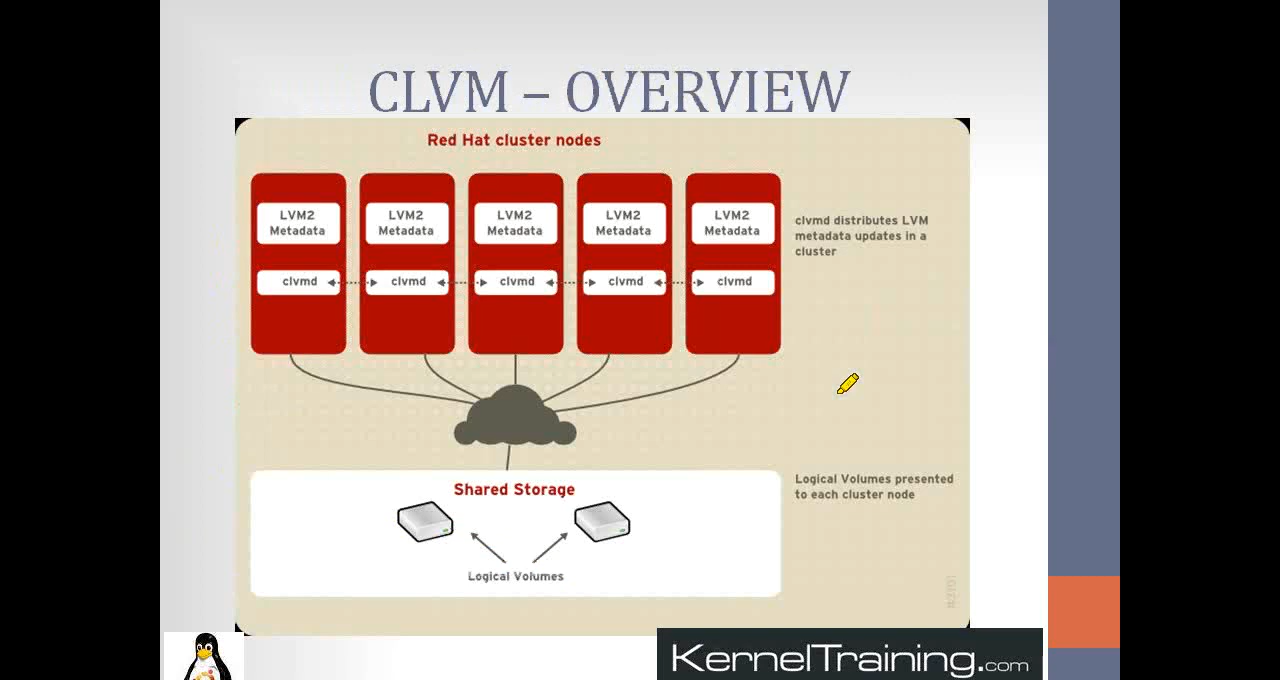 CLVM – OVERVIEW
Red Hat cluster nodes
LVM2
Metadata
LVM2
Metadata
LVM2
Metadata
LVM2
Metadata
LVM2
Metadata
clvmd distributes LVM
metadata updates in a
cluster
clvmd
clvmd
clvmd
clvmd
clvmd
Shared Storage
Logical Volumes presented
to each cluster node
Logical Volumes
KernelTraining.com